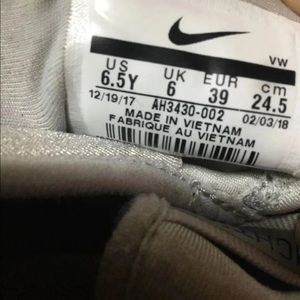 VW
US UK EUR cm
6.5Y 6 39 24.5
12/19/17 AH3430-002 02/03/18
MADE IN VIETNAM
FABRIQUE AU VIETNAM